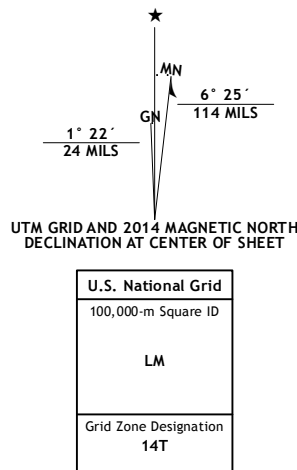 MN
GN
6° 25´
114 MILS
1° 22´
24 MILS
UTM GRID AND 2014 MAGNETIC NORTH
DECLINATION AT CENTER OF SHEET
U.S. National Grid
100,000-m Square ID
LM
Grid Zone Designation
14T